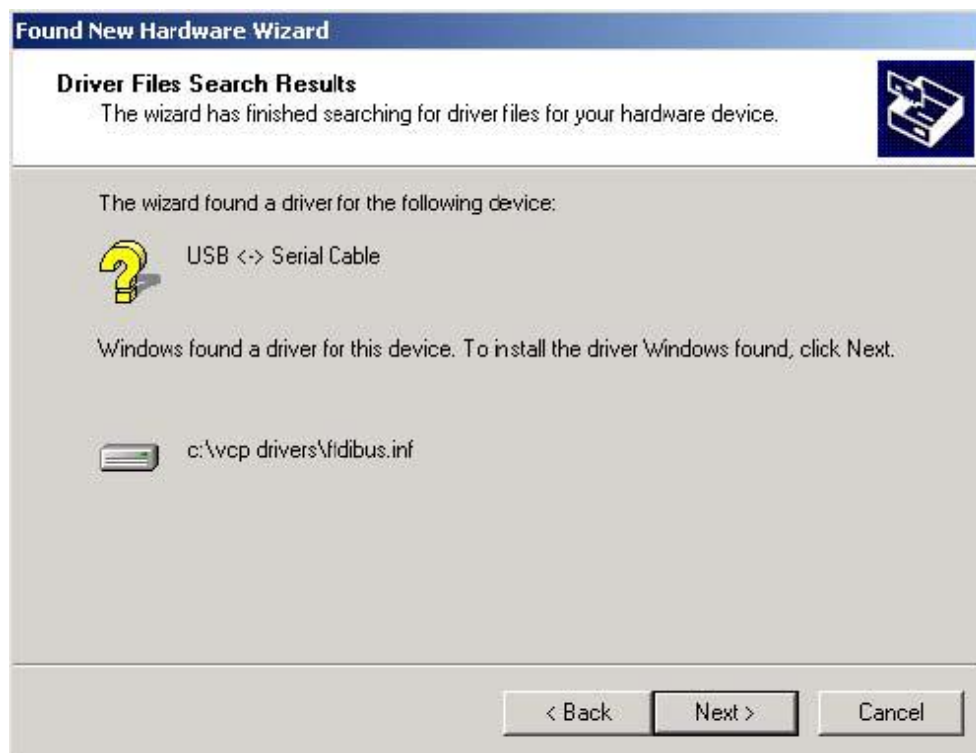 Found New Hardware Wizard
Driver Files Search Results
The wizard has finished searching for driver files for your hardware device.
The wizard found a driver for the following device:
USB <-> Serial Cable
Windows found a driver for this device. To install the driver Windows found, click Next.
c:\vcp drivers\ftdibus.inf
< Back
Next >
Cancel